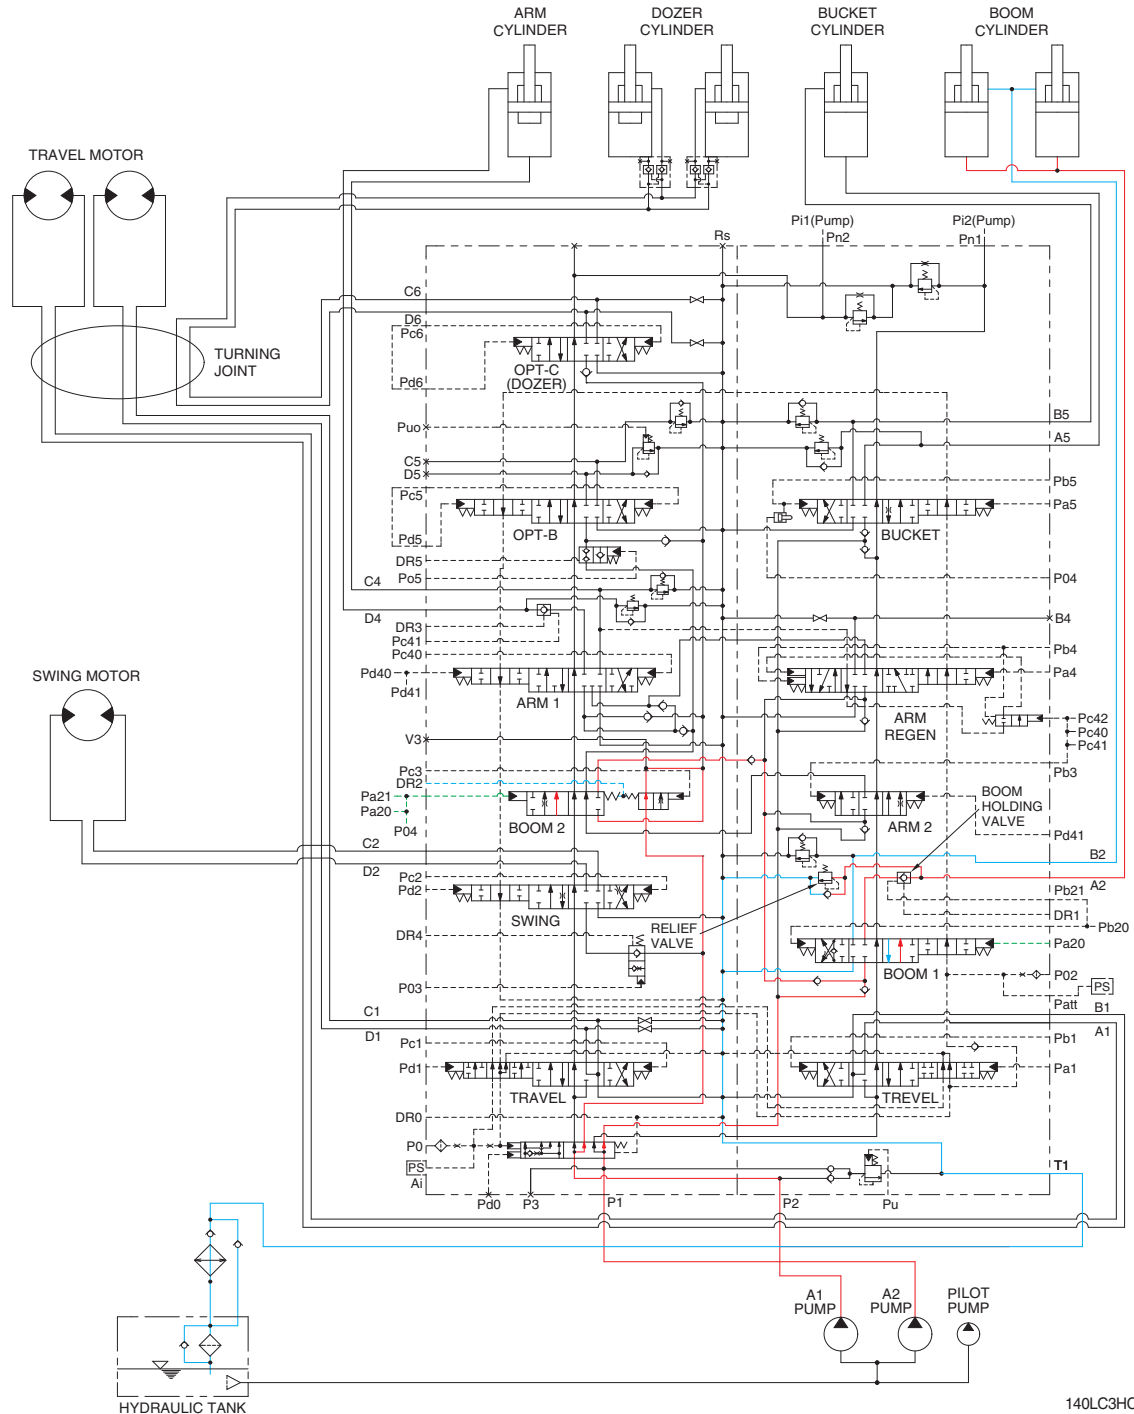 ARM
CYLINDER
DOZER
CYLINDER
BUCKET
CYLINDER
BOOM
CYLINDER
TRAVEL MOTOR
TURNING
JOINT
Pi1(Pump)
Pi2(Pump)
Rs
Pn2
Pn1
C6
D6
Pc6
Pd6
OPT-C
(DOZER)
Puo
B5
A5
C5
D5
Pc5
Pb5
Pa5
Pd5
OPT-B
BUCKET
DR5
Po5
P04
C4
D4
B4
DR3
Pc41
Pc40
Pb4
Pd40
Pa4
Pd41
SWING MOTOR
ARM 1
ARM
REGEN
V3
Pc42
Pc40
Pc41
Pc3
DR2
Pb3
Pa21
Pa20
P04
BOOM 2
ARM 2
BOOM
HOLDING
VALVE
Pd41
C2
B2
D2
Pc2
Pd2
A2
Pb21
SWING
DR1
Pb20
RELIEF
VALVE
DR4
Pa20
BOOM 1
P02
PS
P03
Patt
C1
B1
D1
A1
Pc1
Pb1
Pd1
Pa1
TRAVEL
TREVEL
DR0
P0
PS
Ai
T1
Pd0
P3
P1
P2
Pu
A1
PUMP
A2
PUMP
PILOT
PUMP
HYDRAULIC TANK